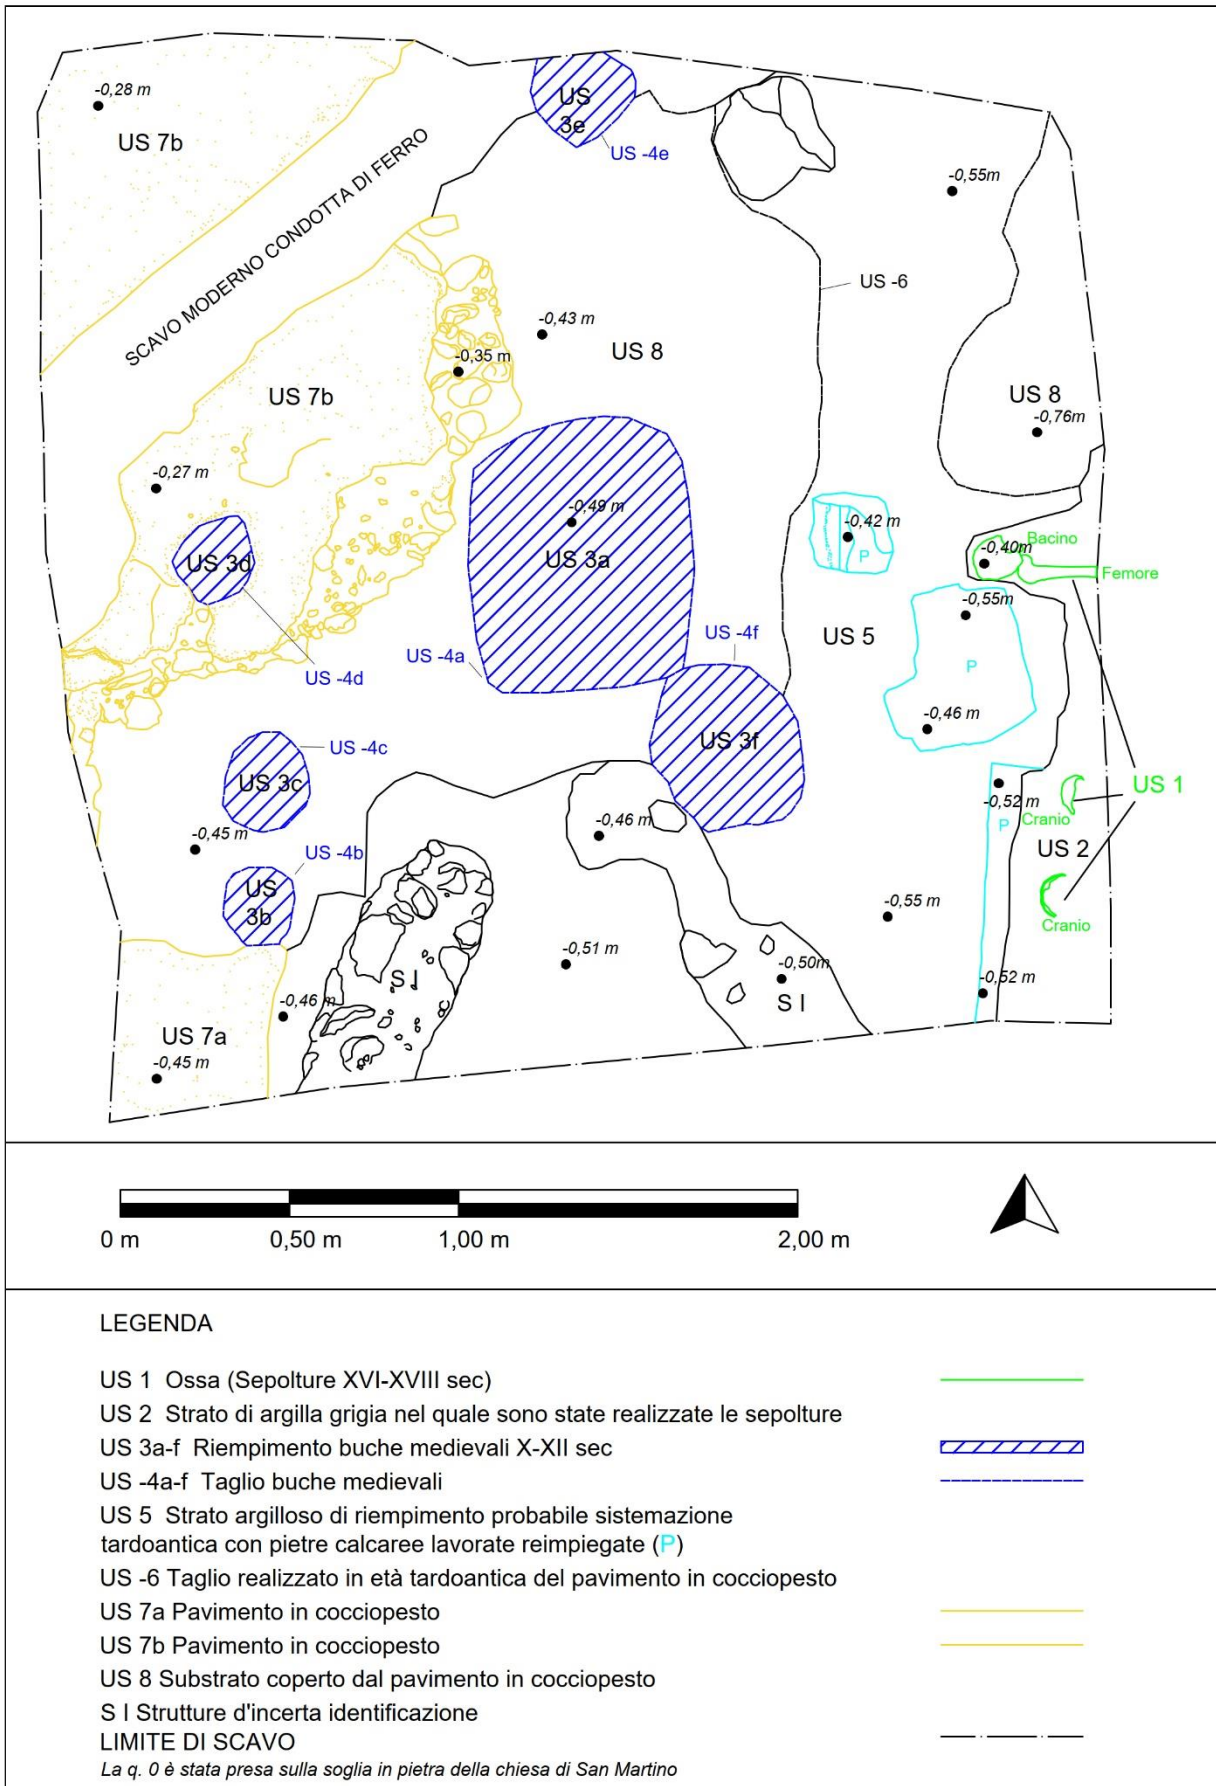 -0,28 m
US 7b
SCAVO MODERNO CONDOTTA DI FERRO
US
3e
US -4e
-0,55m
US -6
-0,43 m
US 8
-0,35 m
US 7b
US 8
-0,76m
-0,27 m
-0,49 m
US 3a
-0,42 m
P
Bacino
-0,40m
Femore
US 3d
-0,55m
US -4f
US 5
US -4a
US -4d
P
-0,46 m
US -4c
US 3f
US 3c
US 1
-0,52 m
Cranio
P
-0,45 m
-0,46 m
US 2
US -4b
US
3b
-0,55 m
Cranio
-0,51 m
S I
-0,50m
-0,52 m
S I
-0,46 m
US 7a
-0,45 m
0 m
0,50 m
1,00 m
2,00 m
LEGENDA
US 1 Ossa (Sepolture XVI-XVIII sec)
US 2 Strato di argilla grigia nel quale sono state realizzate le sepolture
US 3a-f Riempimento buche medievali X-XII sec
US -4a-f Taglio buche medievali
US 5 Strato argilloso di riempimento probabile sistemazione
tardoantica con pietre calcaree lavorate reimpiegate (P)
US -6 Taglio realizzato in età tardoantica del pavimento in cocciopesto
US 7a Pavimento in cocciopesto
US 7b Pavimento in cocciopesto
US 8 Substrato coperto dal pavimento in cocciopesto
S I Strutture d'incerta identificazione
LIMITE DI SCAVO
La q. 0 è stata presa sulla soglia in pietra della chiesa di San Martino